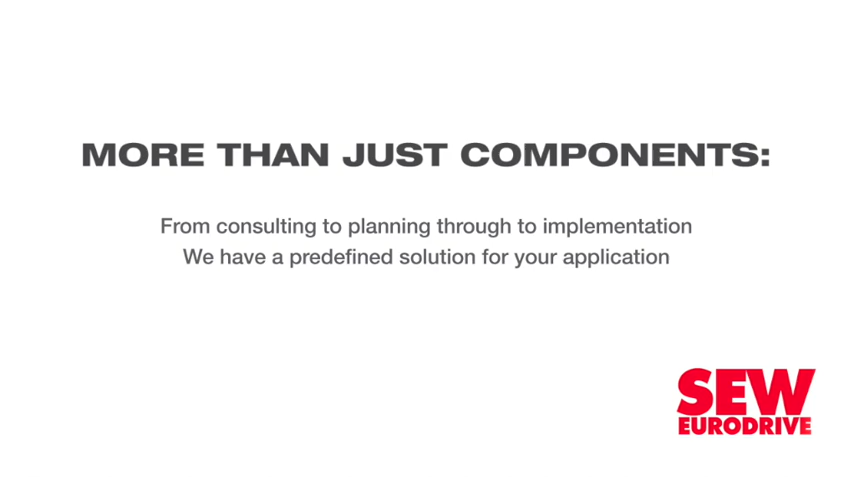 MORE THAN JUST COMPONENTS:
From consulting to planning through to implementation
We have a predefined solution for your application
SEW
EURODRIVE